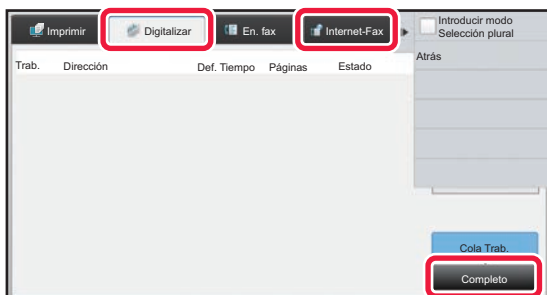 Imprimir Digitalizar En. fax Internet-Fax
Introducir modo
Selección plural
Atrás
Trab. Dirección Def. Tiempo Páginas Estado
Cola Trab.
Completo